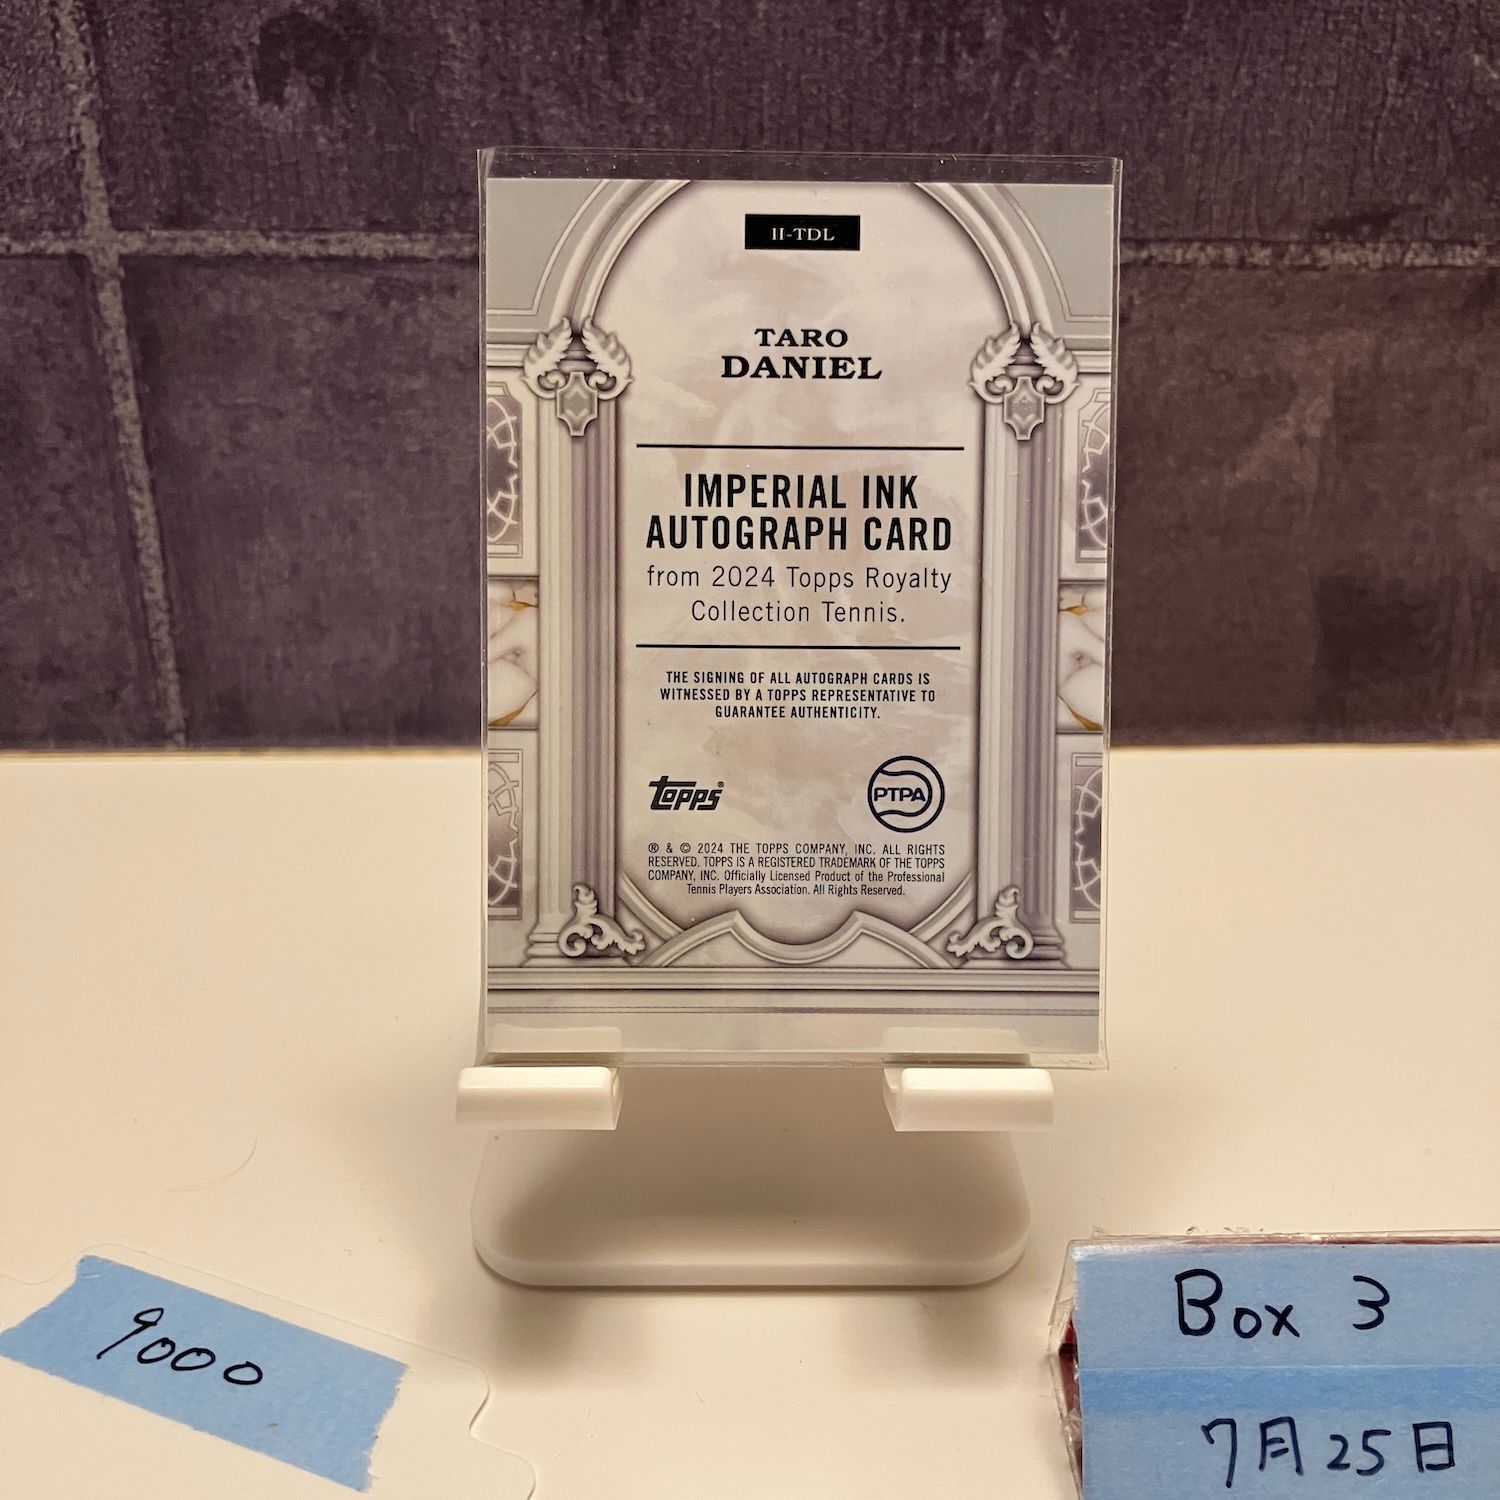 II-TDL
TARO
DANIEL
IMPERIAL INK
AUTOGRAPH CARD
from 2024 Topps Royalty
Collection Tennis.
THE SIGNING OF ALL AUTOGRAPH CARDS IS
WITNESSED BY A TOPPS REPRESENTATIVE TO
GUARANTEE AUTHENTICITY.
topps®
PTPA
® & © 2024 THE TOPPS COMPANY, INC. ALL RIGHTS
RESERVED. TOPPS IS A REGISTERED TRADEMARK OF THE TOPPS
COMPANY, INC. Officially Licensed Product of the Professional
Tennis Players Association. All Rights Reserved.
9000
Box 3
7月25日